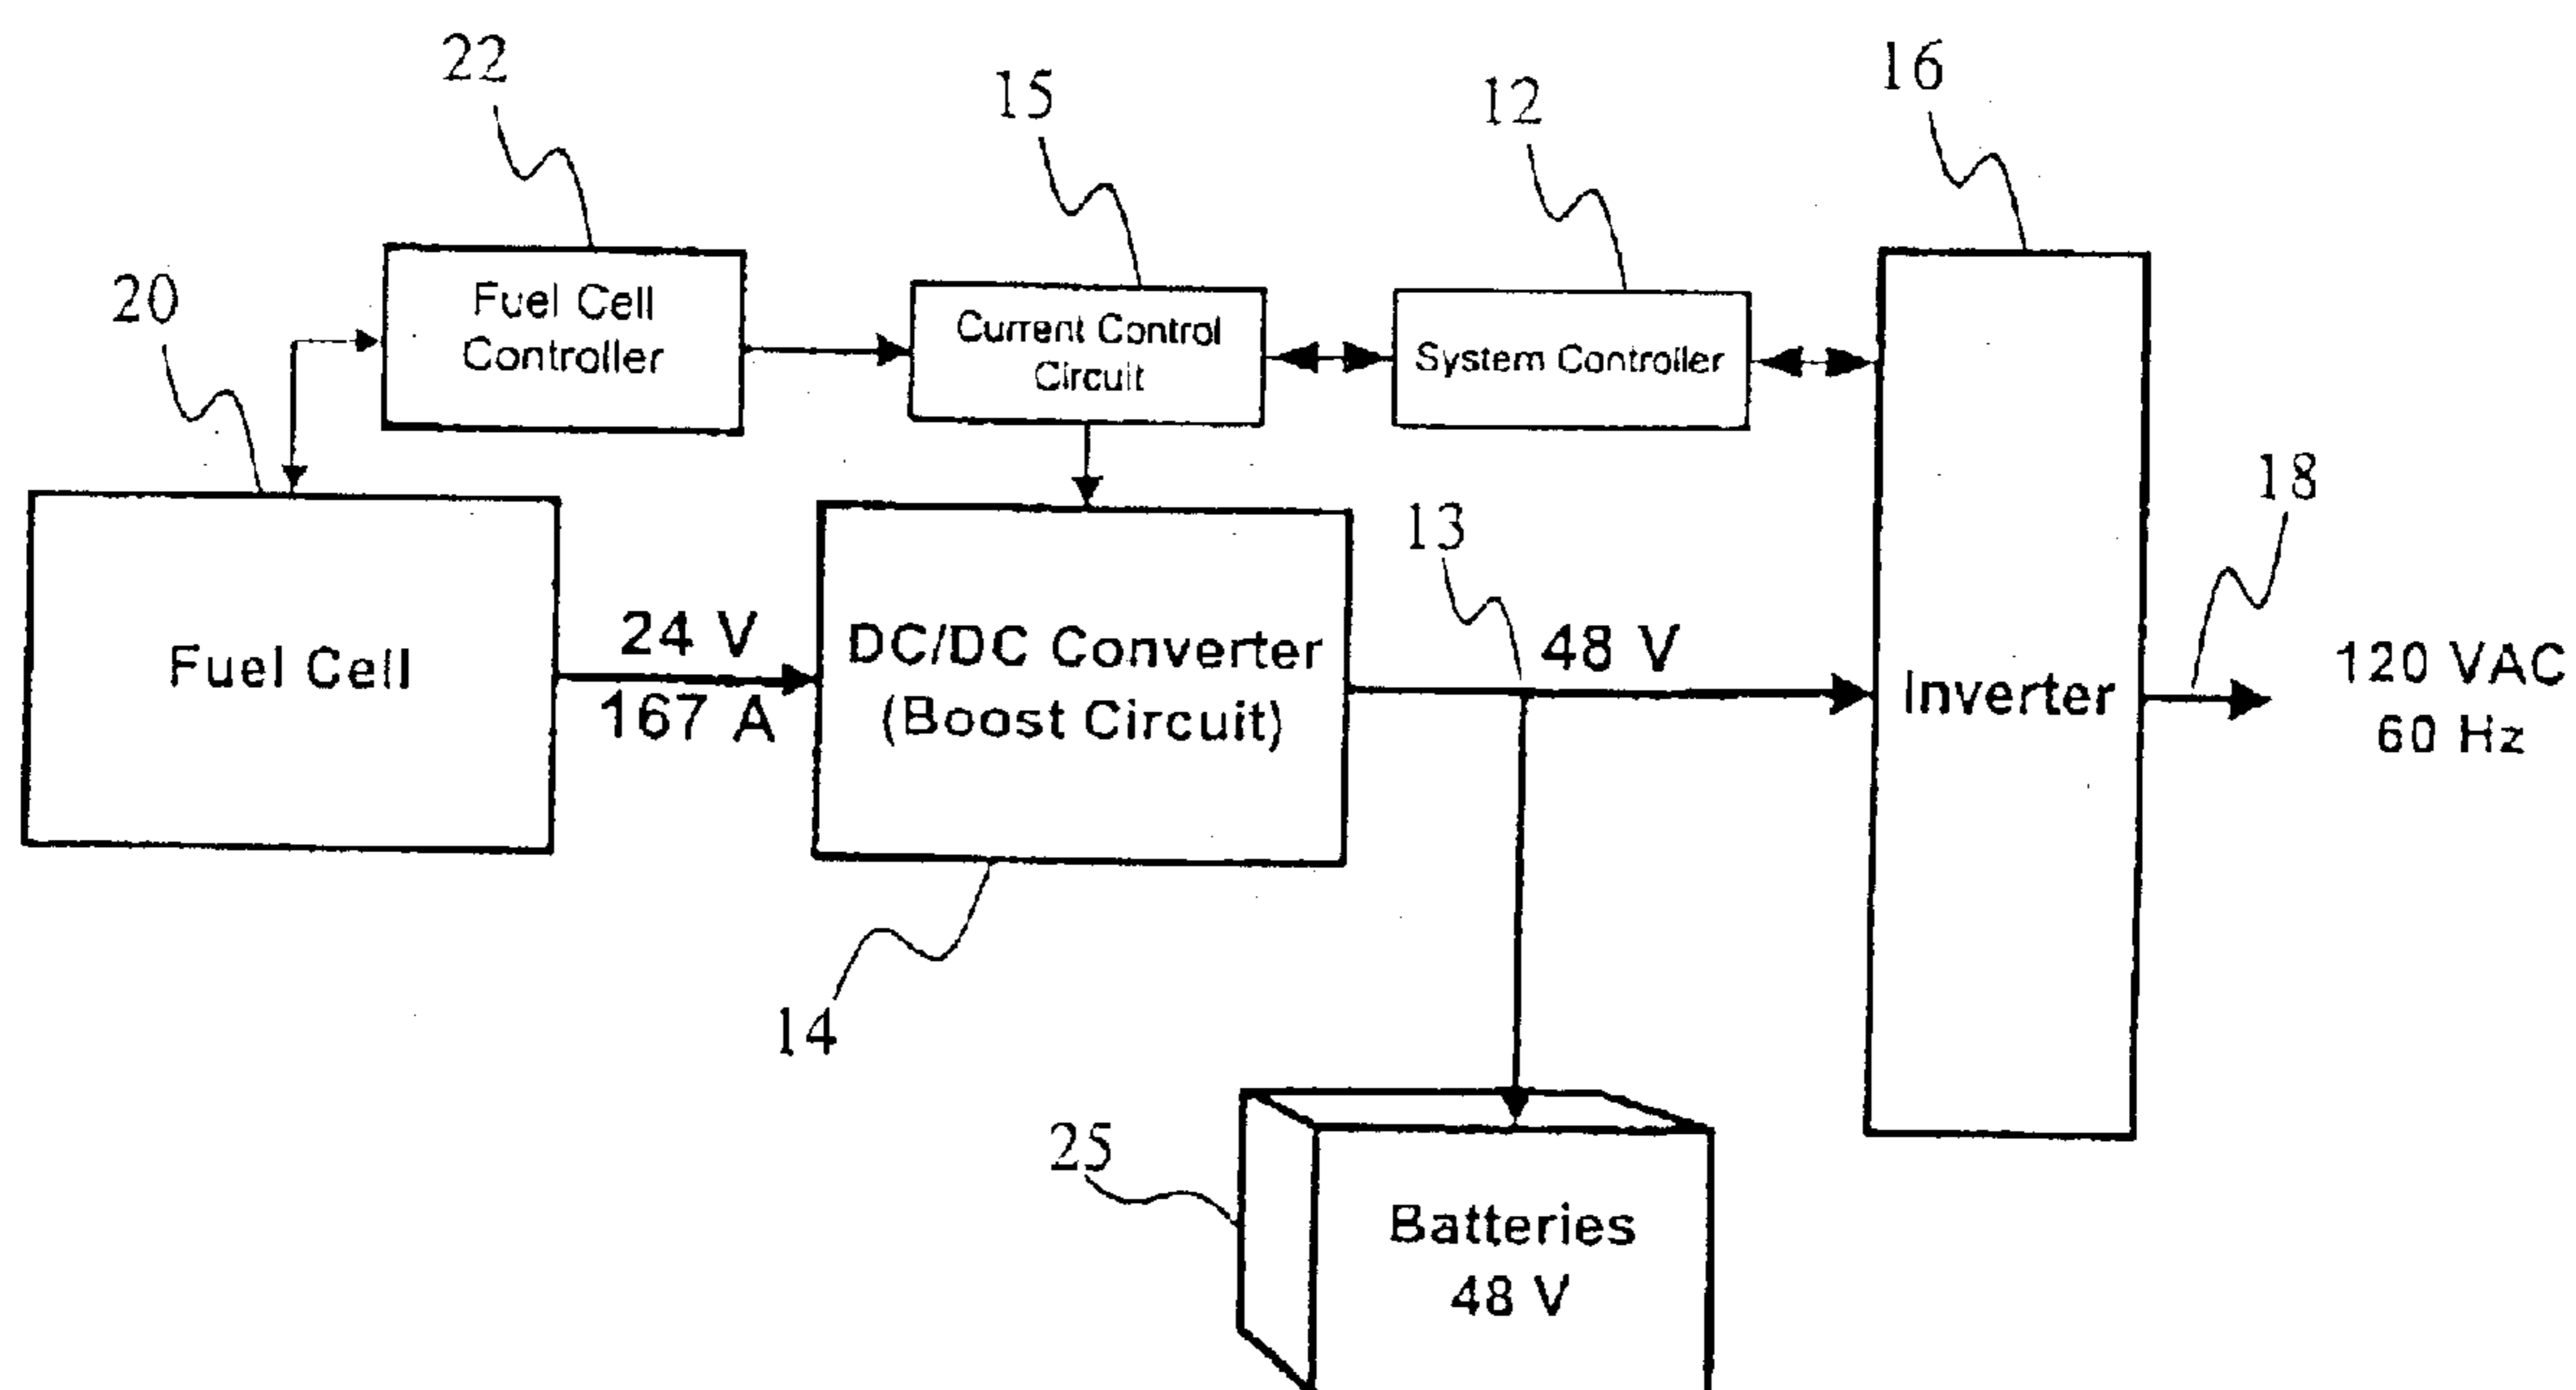 22
15
12
16
20
Fuel Cell
Controller
Current Control
Circuit
System Controller
18
13
Fuel Cell
24 V
167 A
DC/DC Converter
(Boost Circuit)
48 V
Inverter
120 VAC
60 Hz
14
25
Batteries
48 V